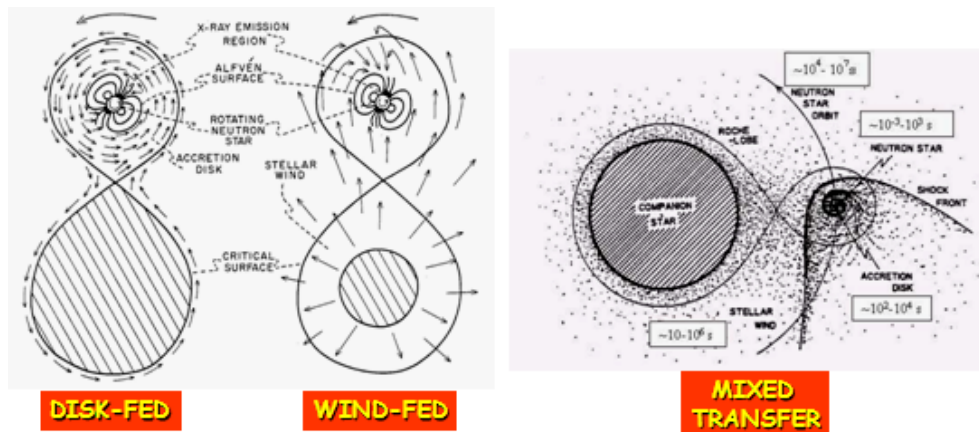 X-RAY EMISSION
REGION
ALFVÉN
SURFACE
ROTATING
NEUTRON
STAR
ACCRETION
DISK
STELLAR
WIND
CRITICAL
SURFACE
DISK-FED
WIND-FED
~10⁴- 10⁷s
NEUTRON
STAR
ORBIT
~10⁻³-10³ s
NEUTRON STAR
ROCHE
-LOBE
SHOCK
FRONT
COMPANION
STAR
ACCRETION
DISK
~10²-10⁴ s
STELLAR
WIND
~10-10⁶ s
MIXED
TRANSFER